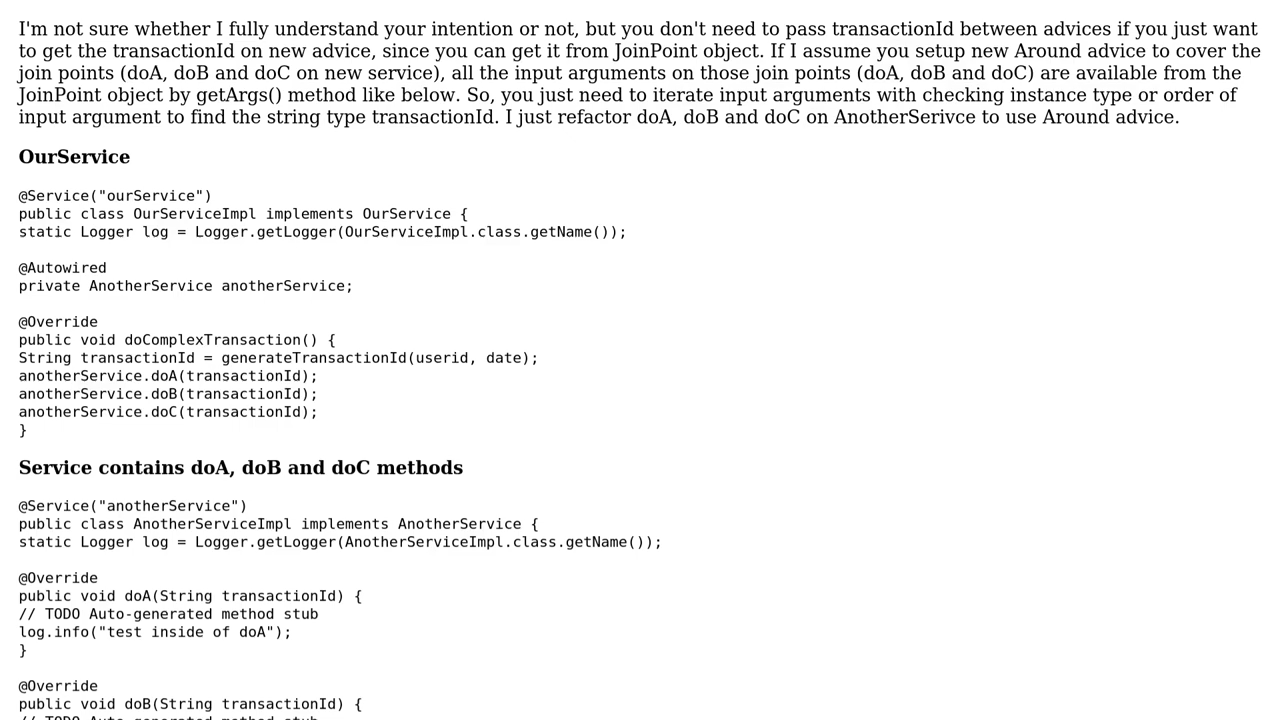 I'm not sure whether I fully understand your intention or not, but you don't need to pass transactionId between advices if you just want
to get the transactionId on new advice, since you can get it from JoinPoint object. If I assume you setup new Around advice to cover the
join points (doA, doB and doC on new service), all the input arguments on those join points (doA, doB and doC) are available from the
JoinPoint object by getArgs() method like below. So, you just need to iterate input arguments with checking instance type or order of
input argument to find the string type transactionId. I just refactor doA, doB and doC on AnotherSerivce to use Around advice.
OurService
@Service("ourService")
public class OurServiceImpl implements OurService {
static Logger log = Logger.getLogger(OurServiceImpl.class.getName());
@Autowired
private AnotherService anotherService;
@Override
public void doComplexTransaction() {
String transactionId = generateTransactionId(userid, date);
anotherService.doA(transactionId);
anotherService.doB(transactionId);
anotherService.doC(transactionId);
}
Service contains doA, doB and doC methods
@Service("anotherService")
public class AnotherServiceImpl implements AnotherService {
static Logger log = Logger.getLogger(AnotherServiceImpl.class.getName());
@Override
public void doA(String transactionId) {
// TODO Auto-generated method stub
log.info("test inside of doA");
}
@Override
public void doB(String transactionId) {
// TODO Auto-generated method stub